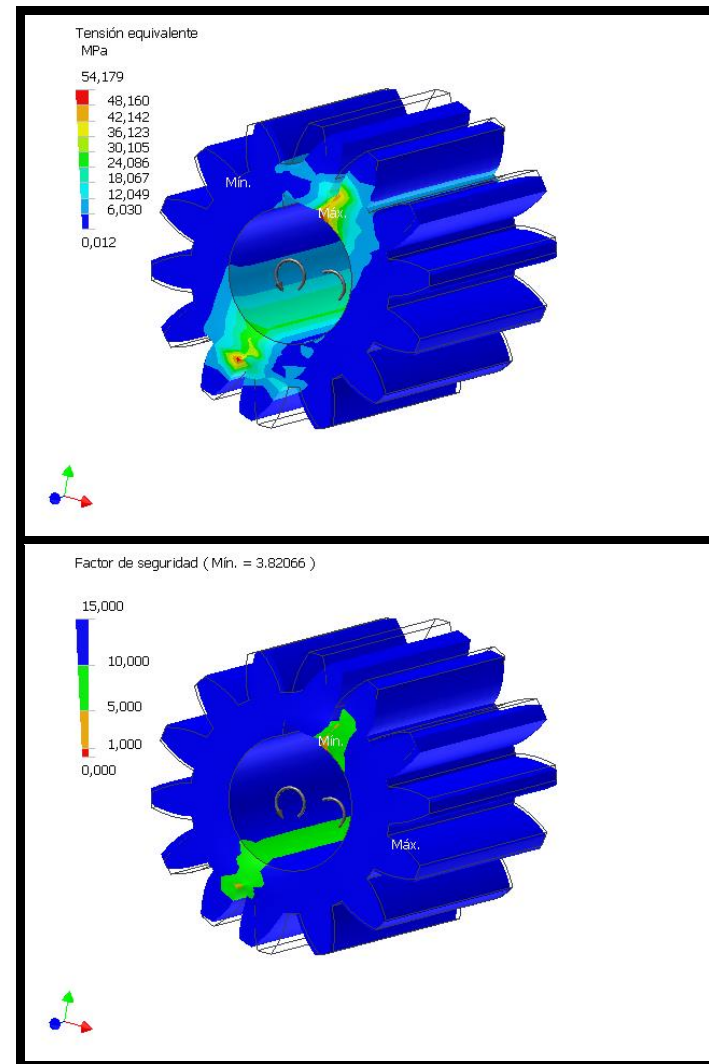 Tensión equivalente
MPa
54,179
48,160
42,142
36,123
30,105
24,086
18,067
12,049
6,030
0,012
Mín.
Máx.
Factor de seguridad ( Mín. = 3.82066 )
15,000
10,000
5,000
1,000
0,000
Mín.
Máx.